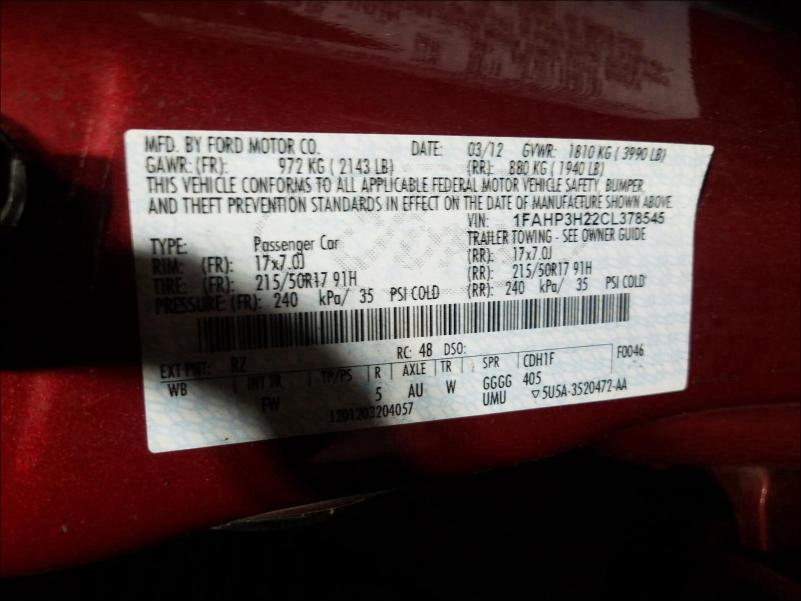 MFD. BY FORD MOTOR CO. DATE: 03/12 GVWR: 1810 KG ( 3990 LB)
GAWR:(FR): 972 KG ( 2143 LB) (RR): 880 KG ( 1940 LB)
THIS VEHICLE CONFORMS TO ALL APPLICABLE FEDERAL MOTOR VEHICLE SAFETY, BUMPER,
AND THEFT PREVENTION STANDARDS IN EFFECT ON THE DATE OF MANUFACTURE SHOWN ABOVE.
VIN: 1FAHP3H22CL378545
TYPE: Passenger Car TRAILER TOWING - SEE OWNER GUIDE
RIM: (FR): 17x7.0J (RR): 17x7.0J
TIRE: (FR): 215/50R17 91H (RR): 215/50R17 91H
PRESSURE: (FR): 240 kPa/ 35 PSI COLD (RR): 240 kPa/ 35 PSI COLD
RC: 48 DSO: F0046
EXT PNT: RZ
WB INT TR TP/PS R AXLE TR SPR CDH1F
FW 5 AU W GGGG 405
UMU ▽5U5A-3520472-AA
1201203204057